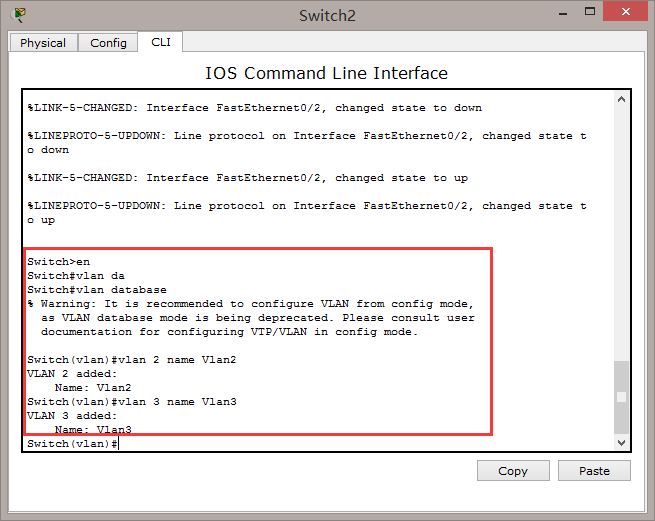 Switch2
Physical
Config
CLI
IOS Command Line Interface
%LINK-5-CHANGED: Interface FastEthernet0/2, changed state to down
%LINEPROTO-5-UPDOWN: Line protocol on Interface FastEthernet0/2, changed state t
o down
%LINK-5-CHANGED: Interface FastEthernet0/2, changed state to up
%LINEPROTO-5-UPDOWN: Line protocol on Interface FastEthernet0/2, changed state t
o up
Switch>en
Switch#vlan da
Switch#vlan database
% Warning: It is recommended to configure VLAN from config mode,
  as VLAN database mode is being deprecated. Please consult user
  documentation for configuring VTP/VLAN in config mode.
Switch(vlan)#vlan 2 name Vlan2
VLAN 2 added:
    Name: Vlan2
Switch(vlan)#vlan 3 name Vlan3
VLAN 3 added:
    Name: Vlan3
Switch(vlan)#
Copy
Paste